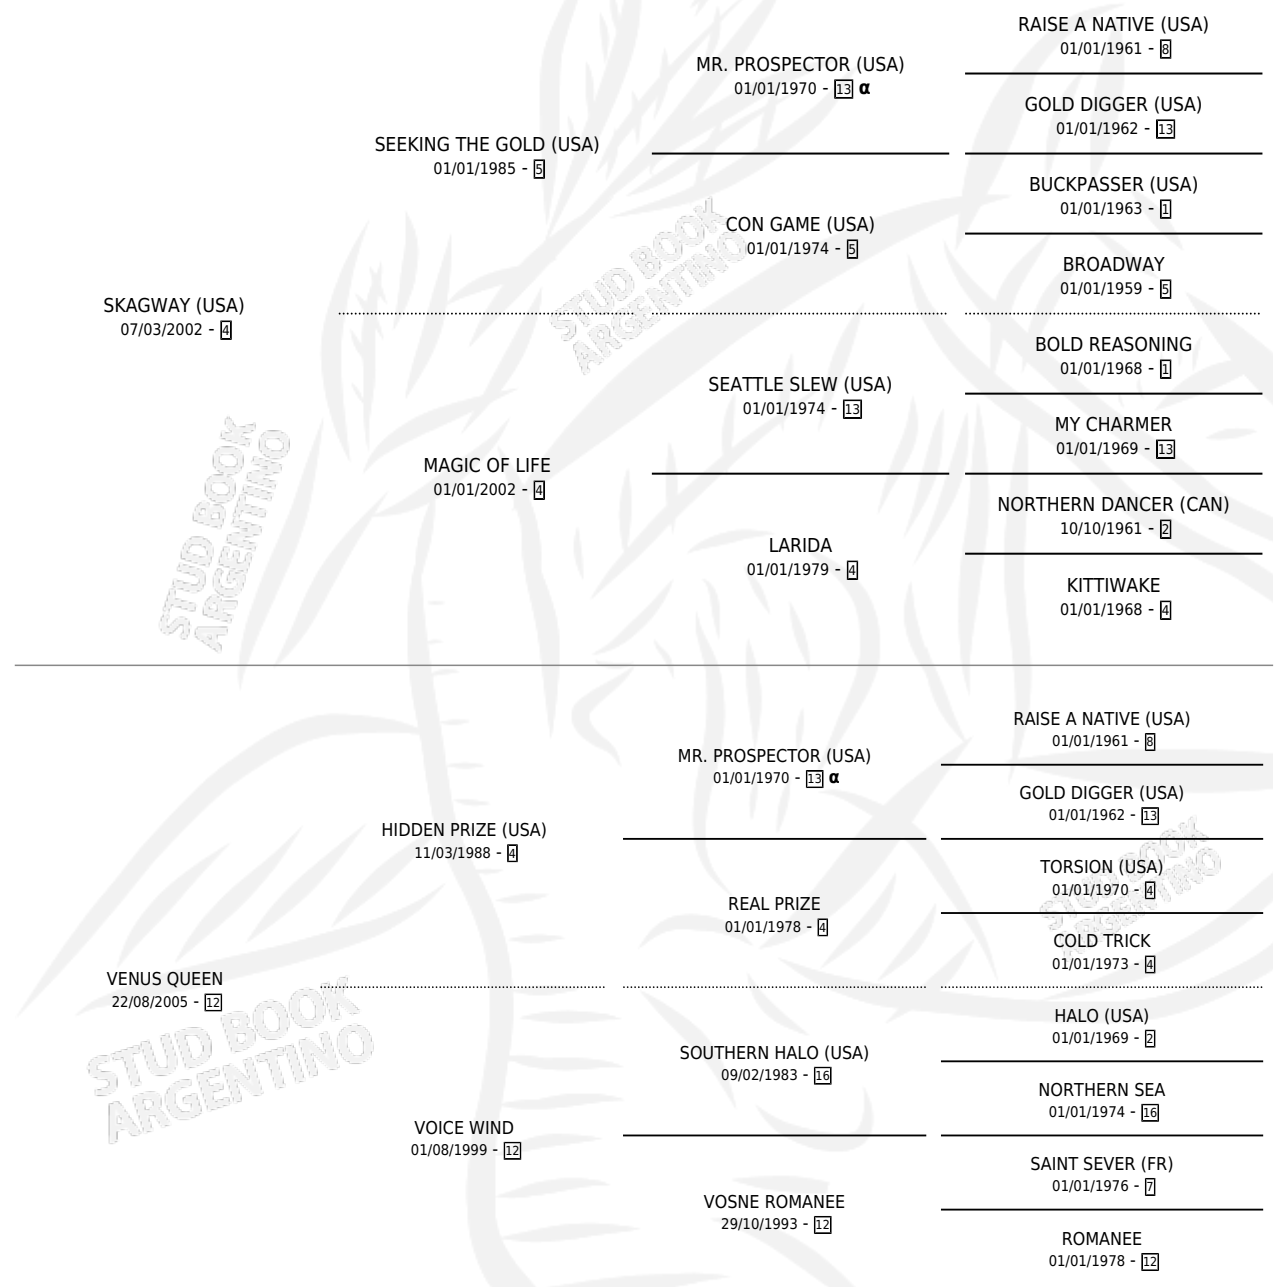 RAISE A NATIVE (USA)
01/01/1961 - 8
MR. PROSPECTOR (USA)
01/01/1970 - 13 α
GOLD DIGGER (USA)
01/01/1962 - 13
SEEKING THE GOLD (USA)
01/01/1985 - 5
BUCKPASSER (USA)
01/01/1963 - 1
CON GAME (USA)
01/01/1974 - 5
BROADWAY
01/01/1959 - 5
SKAGWAY (USA)
07/03/2002 - 4
BOLD REASONING
01/01/1968 - 1
SEATTLE SLEW (USA)
01/01/1974 - 13
MY CHARMER
01/01/1969 - 13
MAGIC OF LIFE
01/01/2002 - 4
NORTHERN DANCER (CAN)
10/10/1961 - 2
LARIDA
01/01/1979 - 4
KITTIWAKE
01/01/1968 - 4
RAISE A NATIVE (USA)
01/01/1961 - 8
MR. PROSPECTOR (USA)
01/01/1970 - 13 α
GOLD DIGGER (USA)
01/01/1962 - 13
HIDDEN PRIZE (USA)
11/03/1988 - 4
TORSION (USA)
01/01/1970 - 4
REAL PRIZE
01/01/1978 - 4
COLD TRICK
01/01/1973 - 4
VENUS QUEEN
22/08/2005 - 12
HALO (USA)
01/01/1969 - 2
SOUTHERN HALO (USA)
09/02/1983 - 16
NORTHERN SEA
01/01/1974 - 16
VOICE WIND
01/08/1999 - 12
SAINT SEVER (FR)
01/01/1976 - 7
VOSNE ROMANEE
29/10/1993 - 12
ROMANEE
01/01/1978 - 12
STUD BOOK
ARGENTINO
STUD BOOK
ARGENTINO
STUD BOOK
ARGENTINO
STUD BOOK
ARGENTINO